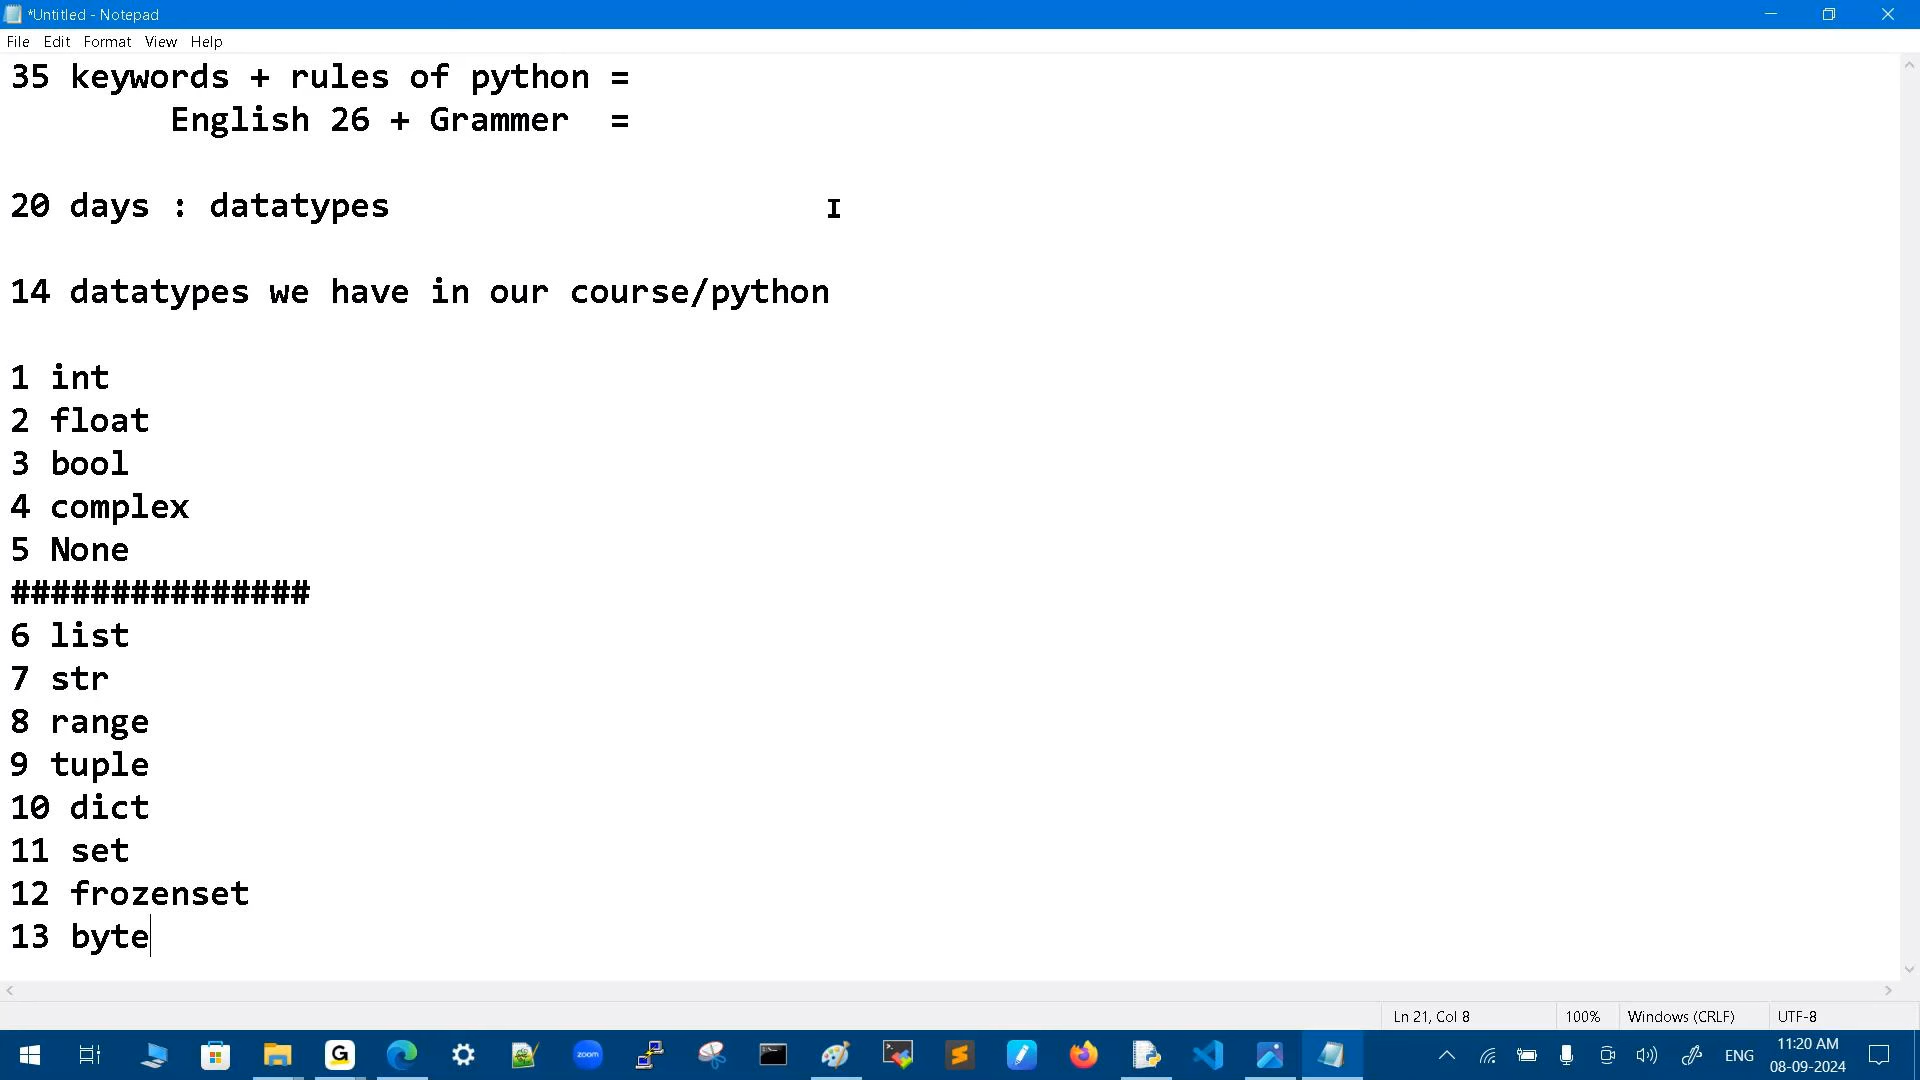 *Untitled - Notepad
File Edit Format View Help
35 keywords + rules of python =
English 26 + Grammer =
20 days : datatypes
14 datatypes we have in our course/python
1 int
2 float
3 bool
4 complex
5 None
###############
6 list
7 str
8 range
9 tuple
10 dict
11 set
12 frozenset
13 byte
Ln 21, Col 8 100% Windows (CRLF) UTF-8
G zoom ENG 11:20 AM
08-09-2024